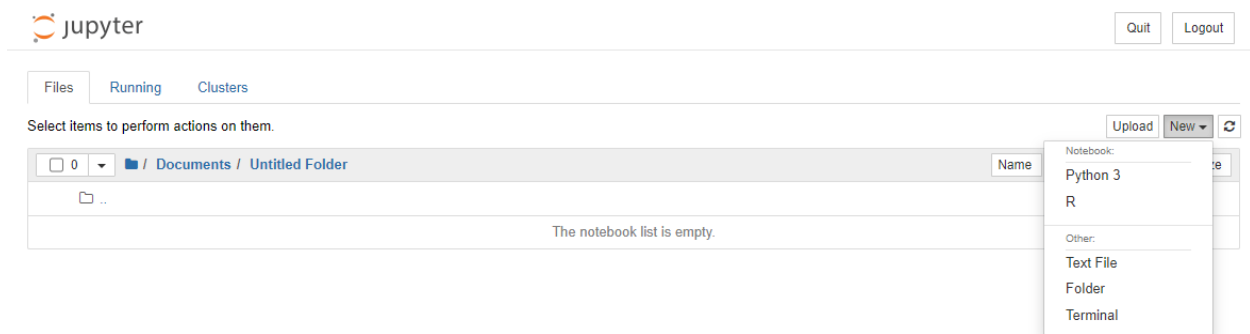 jupyter
Quit Logout
Files Running Clusters
Select items to perform actions on them.
Upload New
0 / Documents / Untitled Folder
Name
..
The notebook list is empty.
Notebook:
Python 3
R
Other:
Text File
Folder
Terminal